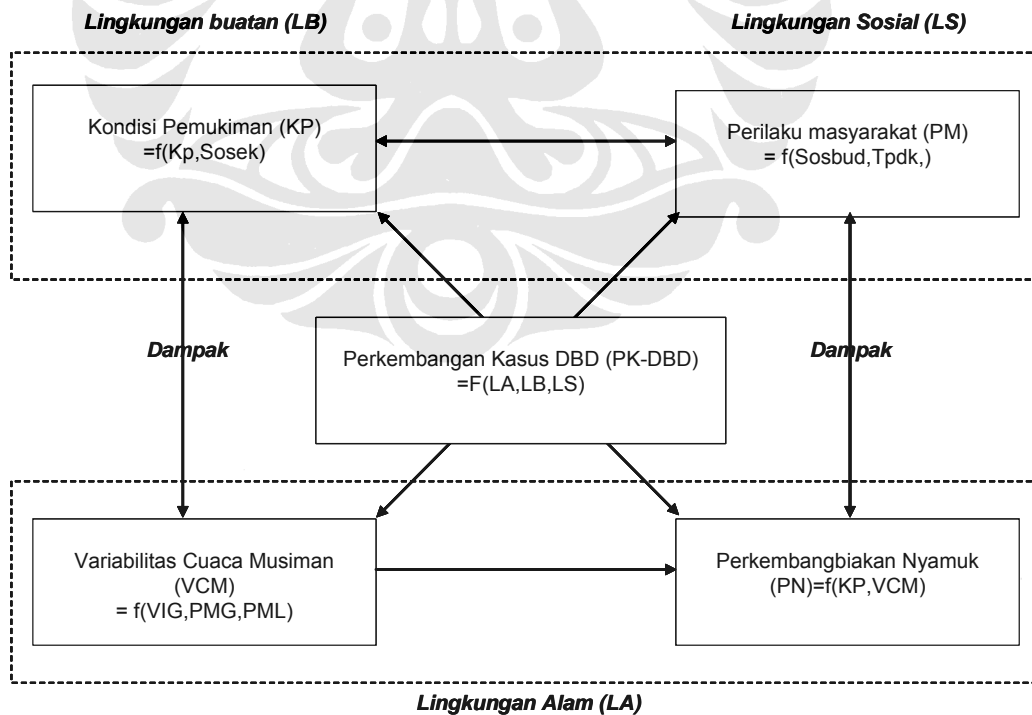 Lingkungan buatan (LB)
Lingkungan Sosial (LS)
Kondisi Pemukiman (KP)
=f(Kp,Sosek)
Perilaku masyarakat (PM)
= f(Sosbud,Tpdk,)
Dampak
Perkembangan Kasus DBD (PK-DBD)
=F(LA,LB,LS)
Dampak
Variabilitas Cuaca Musiman
(VCM)
= f(VIG,PMG,PML)
Perkembangbiakan Nyamuk
(PN)=f(KP,VCM)
Lingkungan Alam (LA)